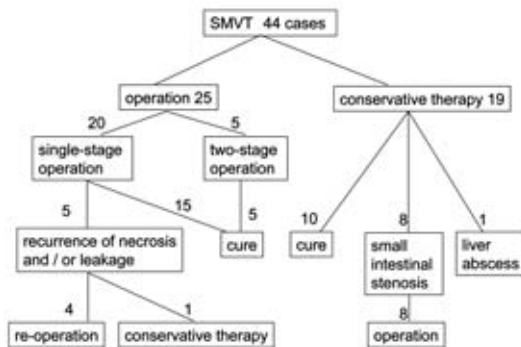 SMVT 44 cases
operation 25
conservative therapy 19
20
5
single-stage
operation
two-stage
operation
5
15
5
10
8
1
recurrence of necrosis
and / or leakage
cure
cure
small
intestinal
stenosis
liver
abscess
4
1
8
re-operation
conservative therapy
operation